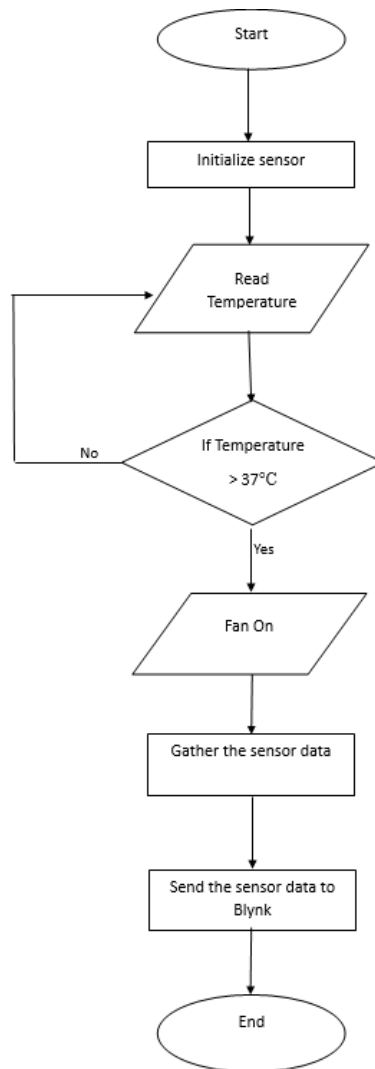 Start
Initialize sensor
Read
Temperature
If Temperature
> 37°C
No
Yes
Fan On
Gather the sensor data
Send the sensor data to
Blynk
End